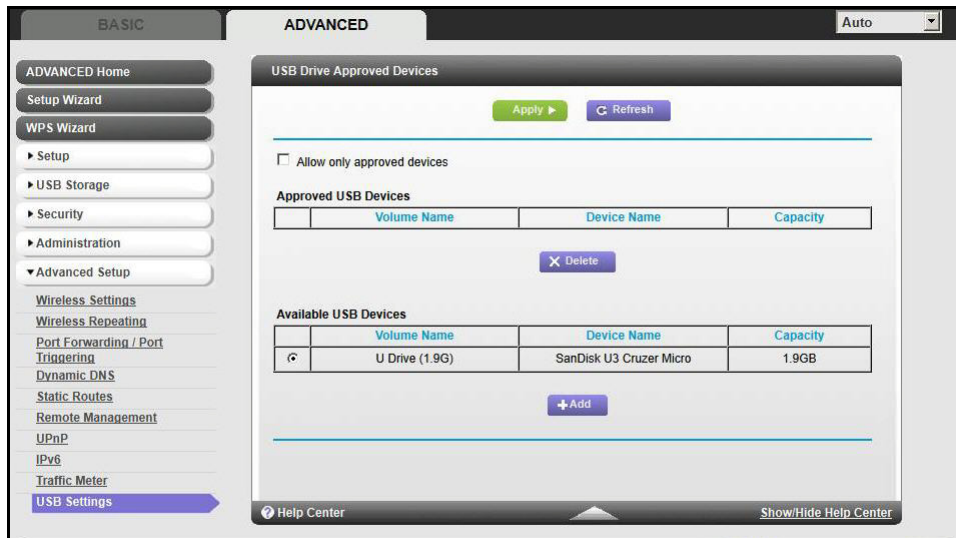 BASIC
ADVANCED
Auto
ADVANCED Home
Setup Wizard
WPS Wizard
Setup
USB Storage
Security
Administration
Advanced Setup
Wireless Settings
Wireless Repeating
Port Forwarding / Port
Triggering
Dynamic DNS
Static Routes
Remote Management
UPnP
IPv6
Traffic Meter
USB Settings
USB Drive Approved Devices
Apply
Refresh
Allow only approved devices
Approved USB Devices
Volume Name Device Name Capacity
Delete
Available USB Devices
Volume Name Device Name Capacity
U Drive (1.9G) SanDisk U3 Cruzer Micro 1.9GB
Add
Help Center
Show/Hide Help Center